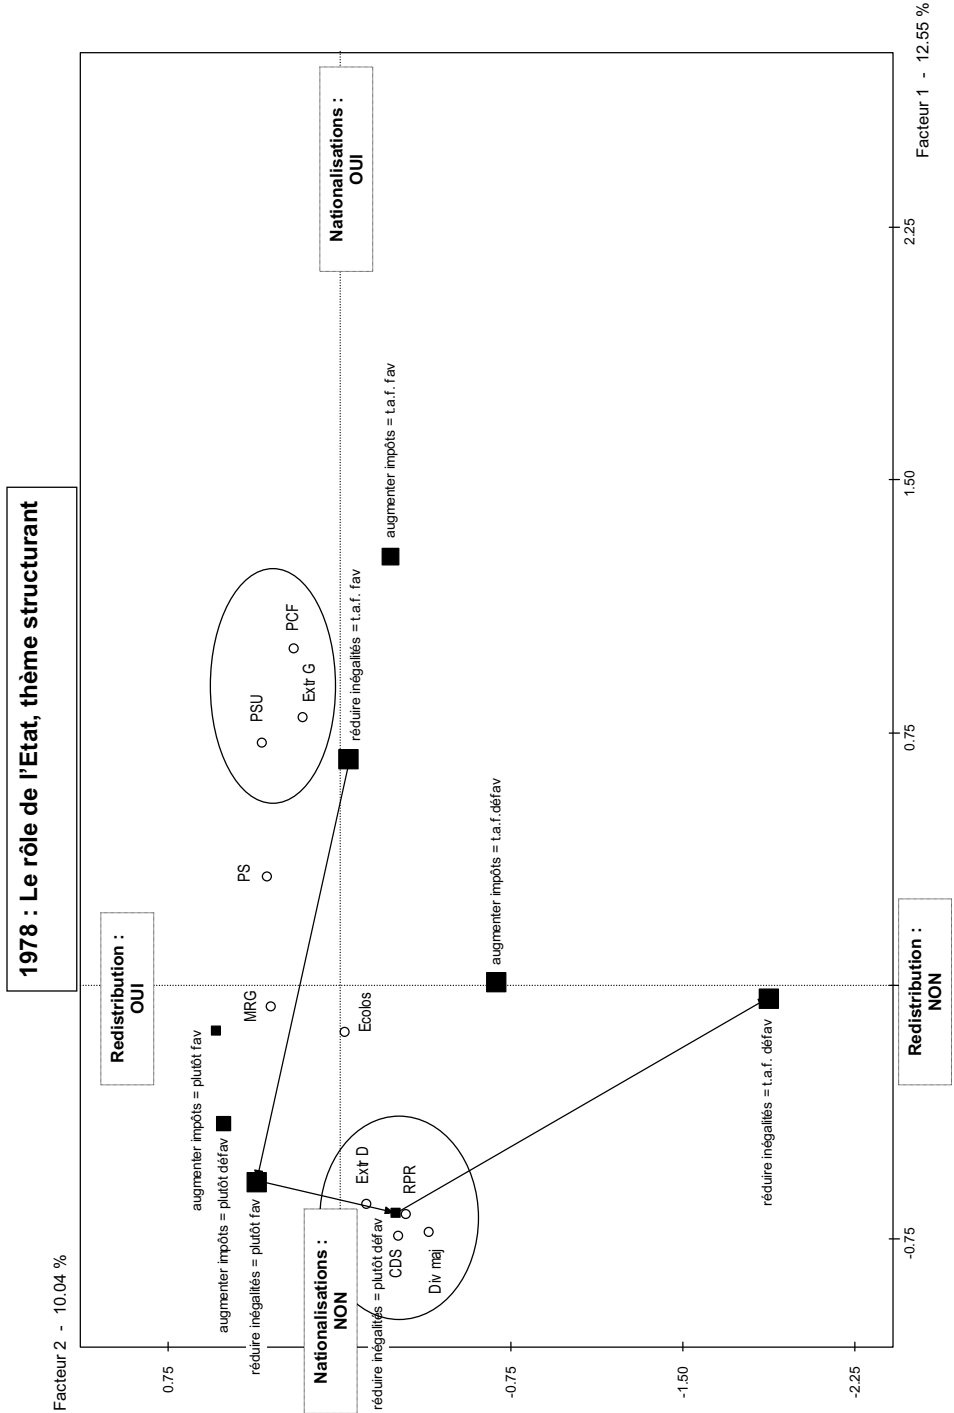 1978 : Le rôle de l'Etat, thème structurant
Facteur 2 - 10.04 %
Redistribution :
OUI
0.75
augmenter impôts = plutôt fav
augmenter impôts = plutôt défav
réduire inégalités = plutôt fav
MRG
PS
PSU
PCF
Extr G
Nationalisations :
NON
Nationalisations :
OUI
Ecolos
réduire inégalités = t.a.f. fav
augmenter impôts = t.a.f. fav
Extr D
réduire inégalités = plutôt défav
RPR
CDS
Div maj
augmenter impôts = t.a.f.défav
-0.75
-1.50
réduire inégalités = t.a.f. défav
-2.25
-0.75
0.75
1.50
2.25
Redistribution :
NON
Facteur 1 - 12.55 %